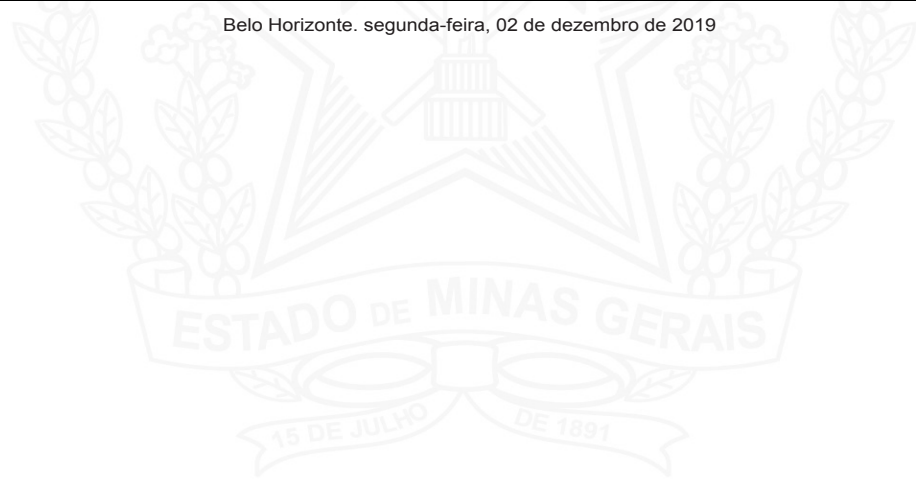 Belo Horizonte. segunda-feira, 02 de dezembro de 2019
ESTADO DE MINAS GERAIS
15 DE JULHO DE 1891